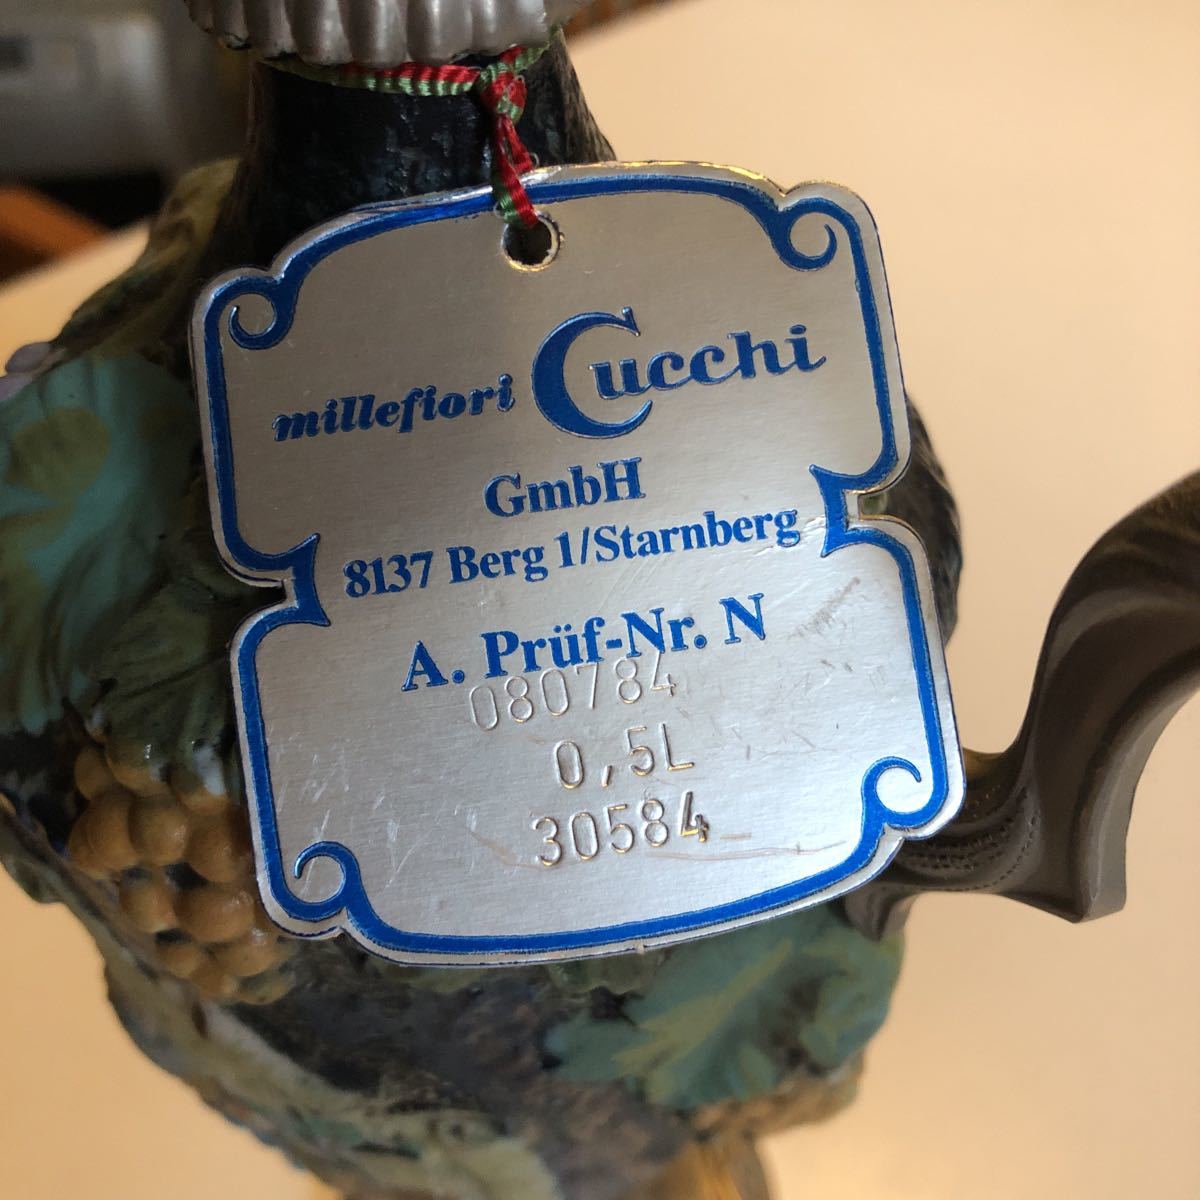 millefiori Cucchi
GmbH
8137 Berg 1/Starnberg
A. Prüf-Nr. N
080784
0,5L
30584